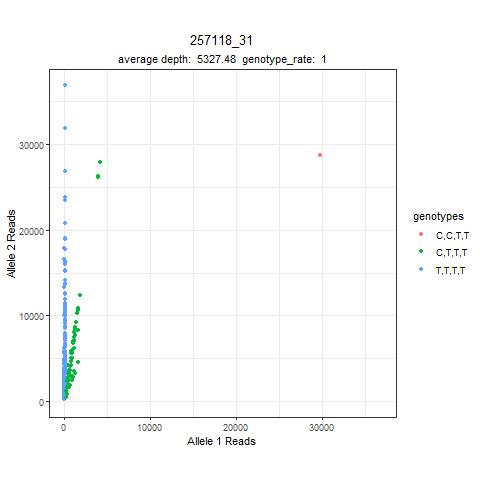 257118_31
average depth:  5327.48  genotype_rate:  1
Allele 2 Reads
30000
20000
10000
0
0
10000
20000
30000
Allele 1 Reads
genotypes
C,C,T,T
C,T,T,T
T,T,T,T